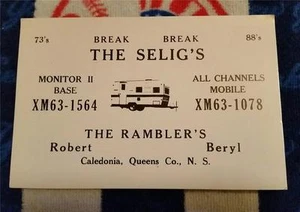 73's BREAK BREAK 88's
THE SELIG'S
MONITOR II ALL CHANNELS
BASE MOBILE
XM63-1564 XM63-1078
THE RAMBLER'S
Robert Beryl
Caledonia, Queens Co., N. S.